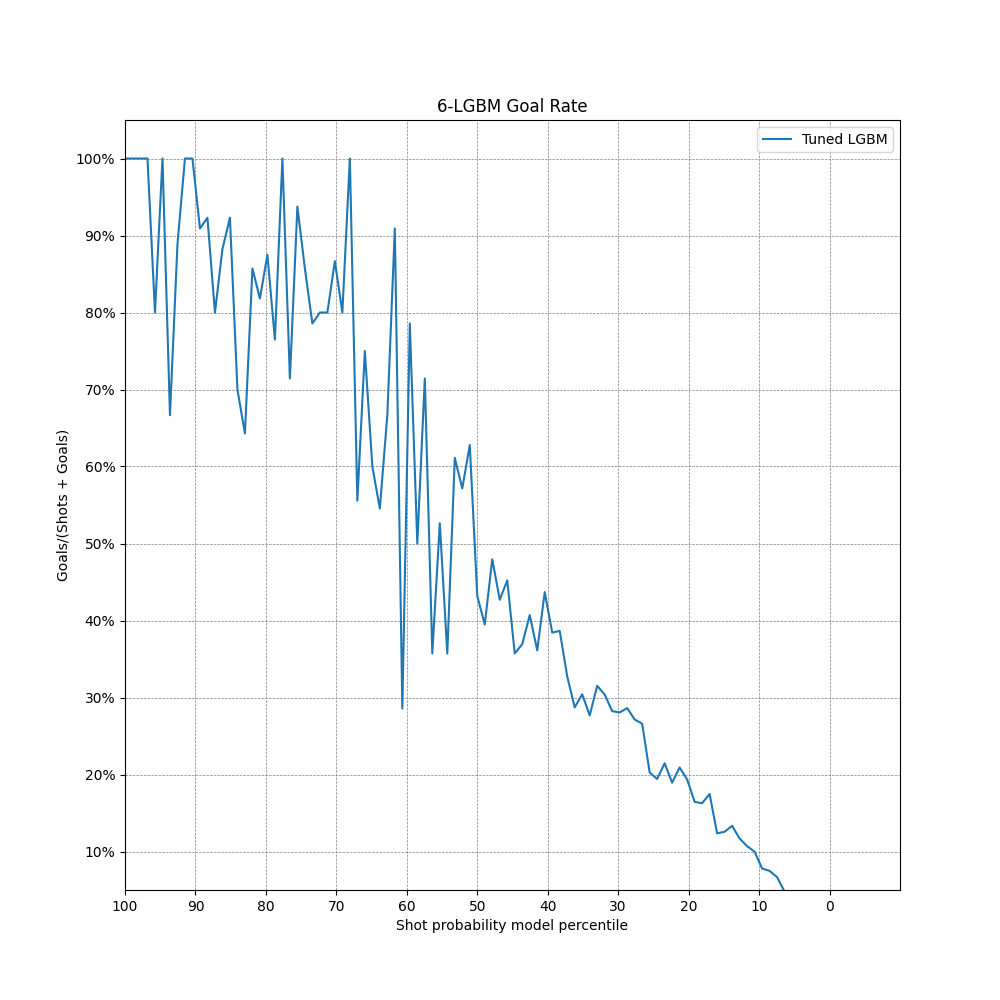 6-LGBM Goal Rate
Tuned LGBM
100%
90%
80%
70%
60%
50%
40%
30%
20%
10%
Goals/(Shots + Goals)
100 90 80 70 60 50 40 30 20 10 0
Shot probability model percentile